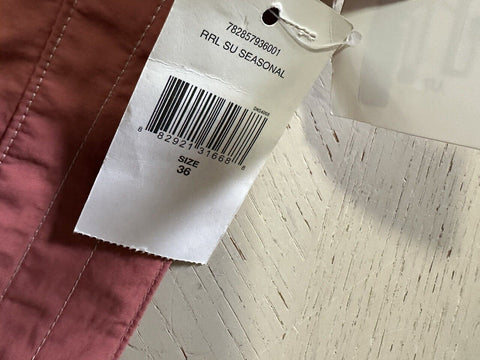 782857936001
RRL SU SEASONAL
8 82921 31668 8
SIZE
36